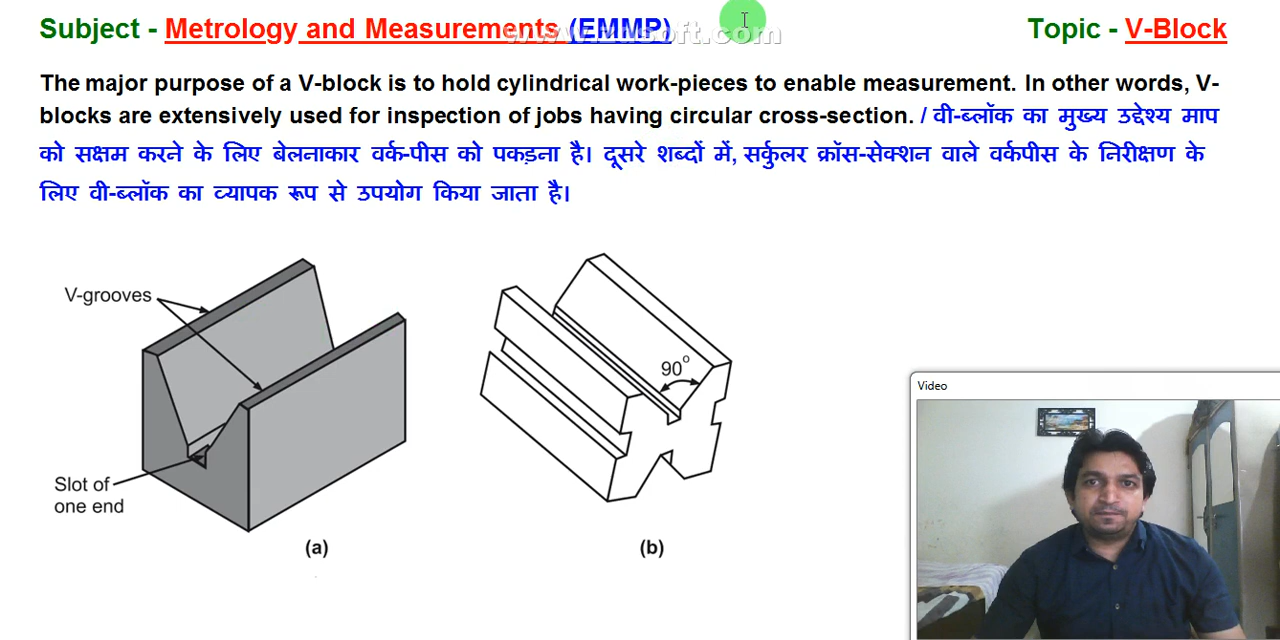 Subject - Metrology and Measurements (EMMP)
Topic - V-Block
www.zdsoft.com
The major purpose of a V-block is to hold cylindrical work-pieces to enable measurement. In other words, V-
blocks are extensively used for inspection of jobs having circular cross-section. / वी-ब्लॉक का मुख्य उद्देश्य माप
को सक्षम करने के लिए बेलनाकार वर्क-पीस को पकड़ना है। दूसरे शब्दों में, सर्कुलर क्रॉस-सेक्शन वाले वर्कपीस के निरीक्षण के
लिए वी-ब्लॉक का व्यापक रूप से उपयोग किया जाता है।
V-grooves
90°
Slot of
one end
(a)
(b)
Video